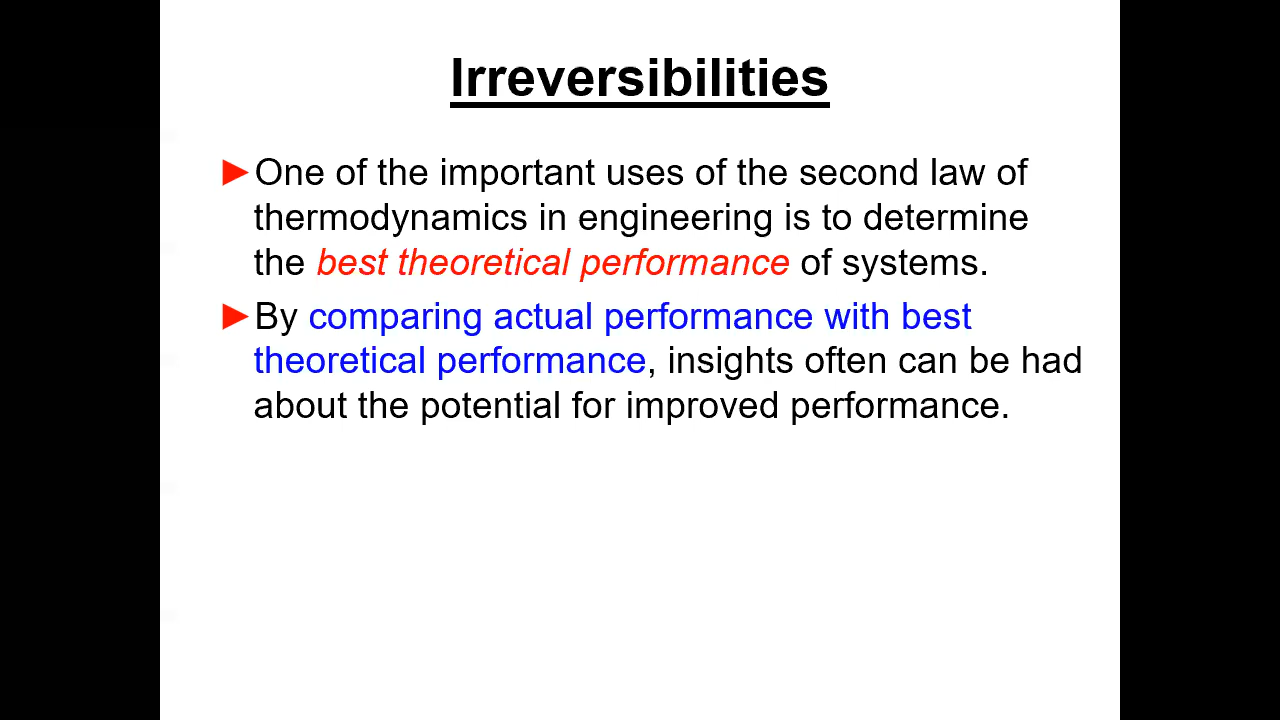 Irreversibilities
►One of the important uses of the second law of
thermodynamics in engineering is to determine
the best theoretical performance of systems.
►By comparing actual performance with best
theoretical performance, insights often can be had
about the potential for improved performance.